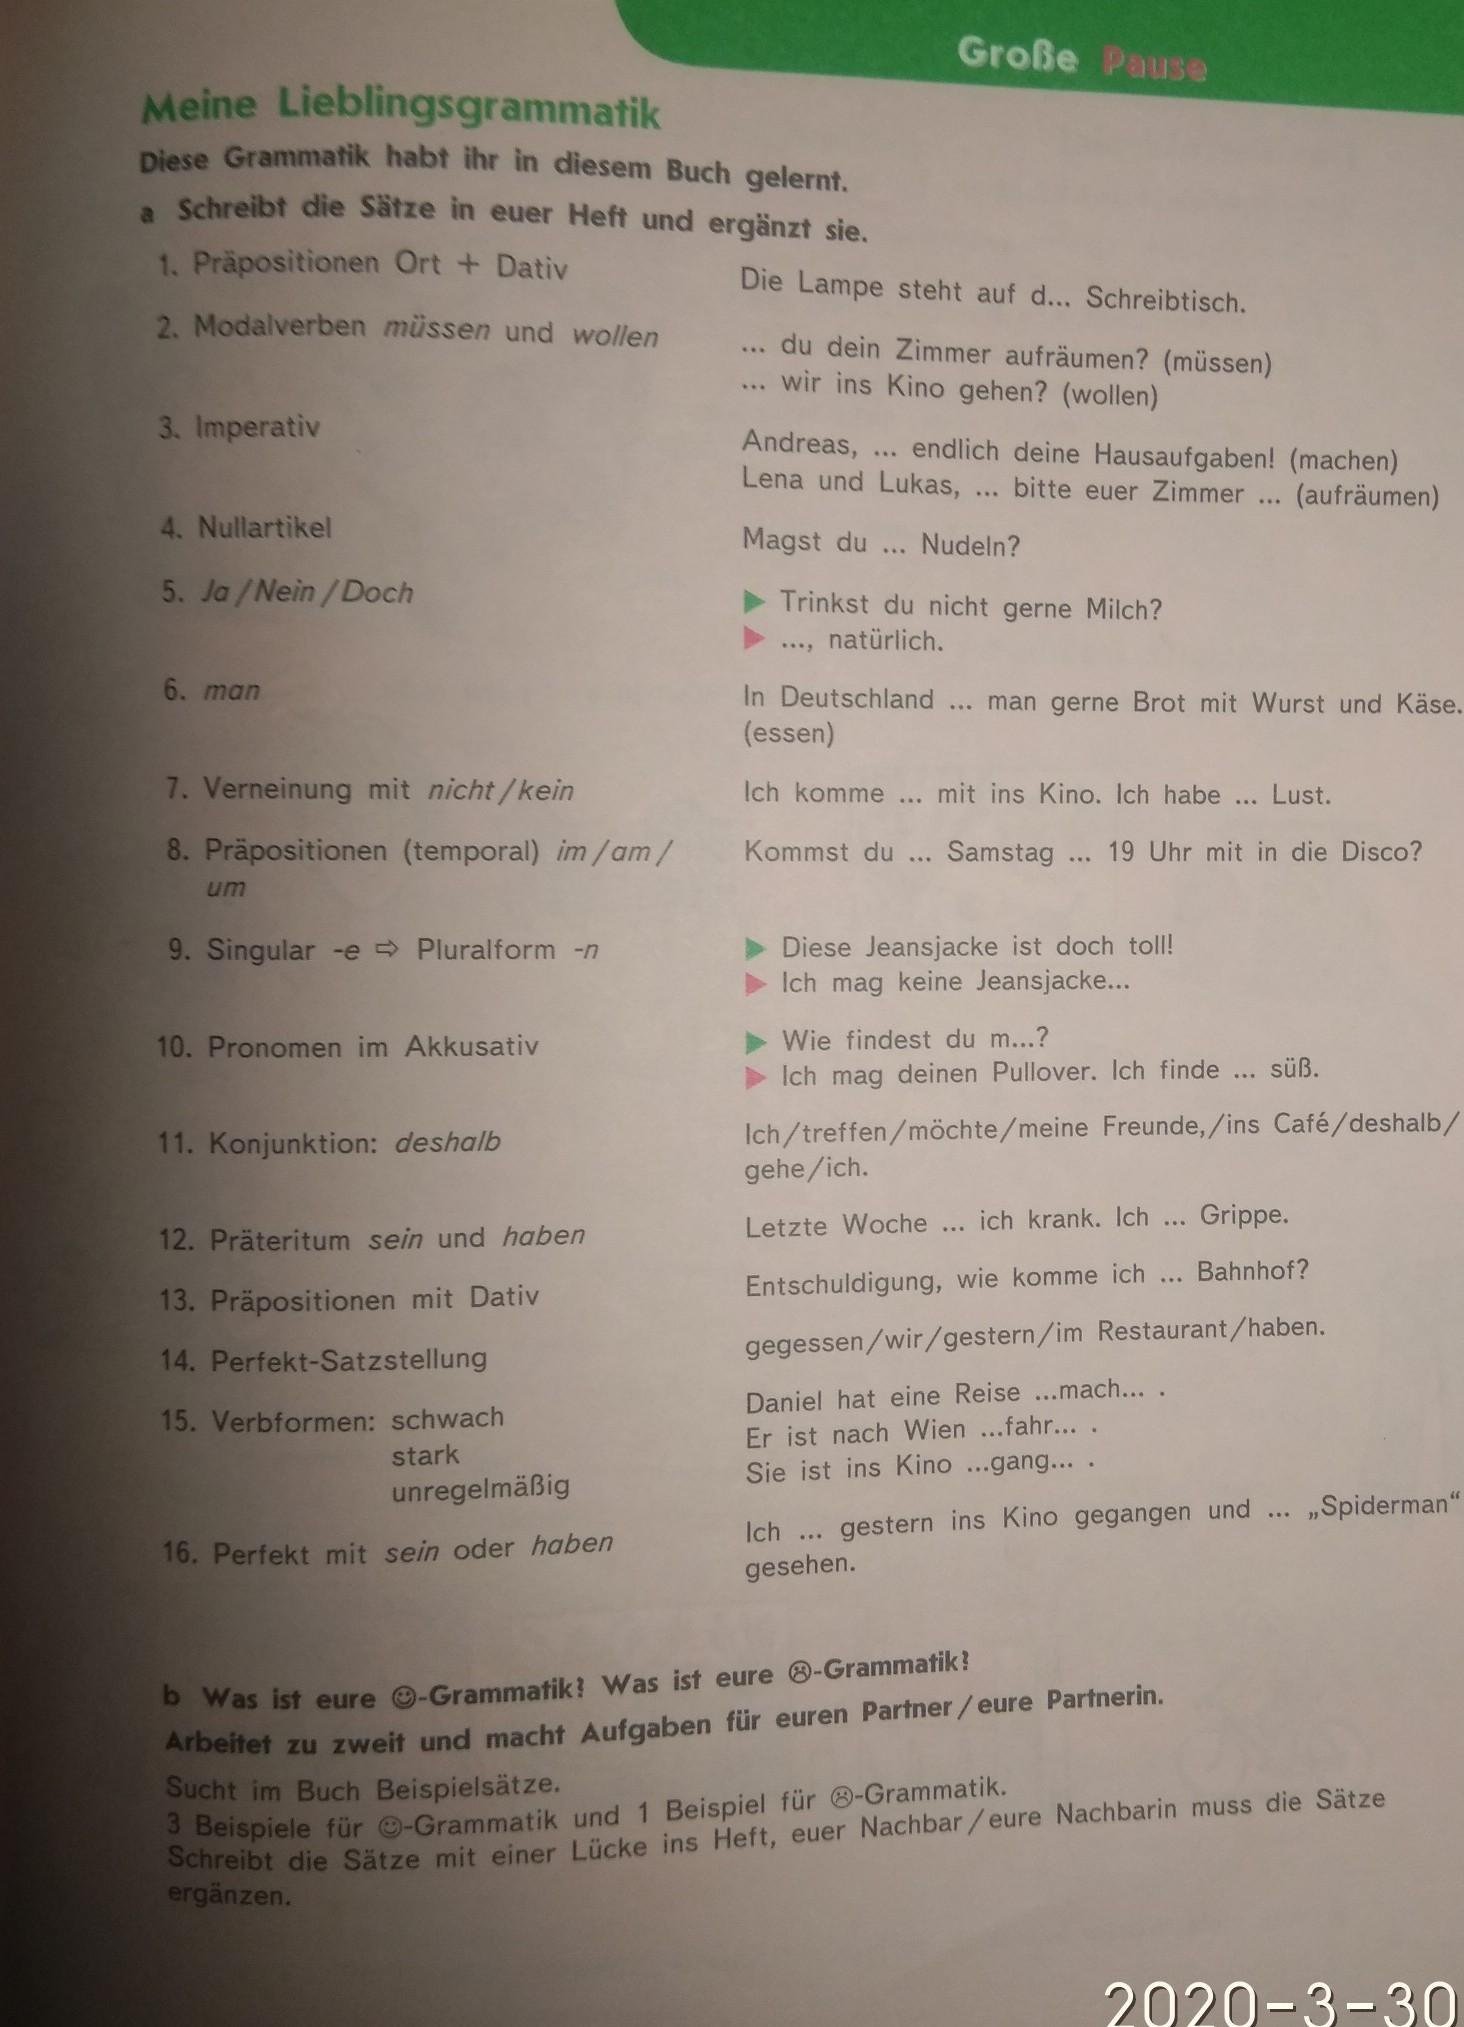 Große Pause
Meine Lieblingsgrammatik
Diese Grammatik habt ihr in diesem Buch gelernt.
a Schreibt die Sätze in euer Heft und ergänzt sie.
1. Präpositionen Ort + Dativ
Die Lampe steht auf d... Schreibtisch.
2. Modalverben müssen und wollen
... du dein Zimmer aufräumen? (müssen)
... wir ins Kino gehen? (wollen)
3. Imperativ
Andreas, ... endlich deine Hausaufgaben! (machen)
Lena und Lukas, ... bitte euer Zimmer ... (aufräumen)
4. Nullartikel
Magst du ... Nudeln?
5. Ja/Nein/Doch
▶ Trinkst du nicht gerne Milch?
▶ ..., natürlich.
6. man
In Deutschland ... man gerne Brot mit Wurst und Käse.
(essen)
7. Verneinung mit nicht/kein
Ich komme ... mit ins Kino. Ich habe ... Lust.
8. Präpositionen (temporal) im/am/
um
Kommst du ... Samstag ... 19 Uhr mit in die Disco?
9. Singular -e ⇨ Pluralform -n
▶ Diese Jeansjacke ist doch toll!
▶ Ich mag keine Jeansjacke...
10. Pronomen im Akkusativ
▶ Wie findest du m...?
▶ Ich mag deinen Pullover. Ich finde ... süß.
11. Konjunktion: deshalb
Ich/treffen/möchte/meine Freunde,/ins Café/deshalb/
gehe/ich.
12. Präteritum sein und haben
Letzte Woche ... ich krank. Ich ... Grippe.
13. Präpositionen mit Dativ
Entschuldigung, wie komme ich ... Bahnhof?
14. Perfekt-Satzstellung
gegessen/wir/gestern/im Restaurant/haben.
15. Verbformen: schwach
stark
unregelmäßig
Daniel hat eine Reise ...mach... .
Er ist nach Wien ...fahr... .
Sie ist ins Kino ...gang... .
16. Perfekt mit sein oder haben
Ich ... gestern ins Kino gegangen und ... „Spiderman“
gesehen.
b Was ist eure ☺-Grammatik? Was ist eure ☹-Grammatik?
Arbeitet zu zweit und macht Aufgaben für euren Partner/eure Partnerin.
Sucht im Buch Beispielsätze.
3 Beispiele für ☺-Grammatik und 1 Beispiel für ☹-Grammatik.
Schreibt die Sätze mit einer Lücke ins Heft, euer Nachbar/eure Nachbarin muss die Sätze
ergänzen.
2020-3-30